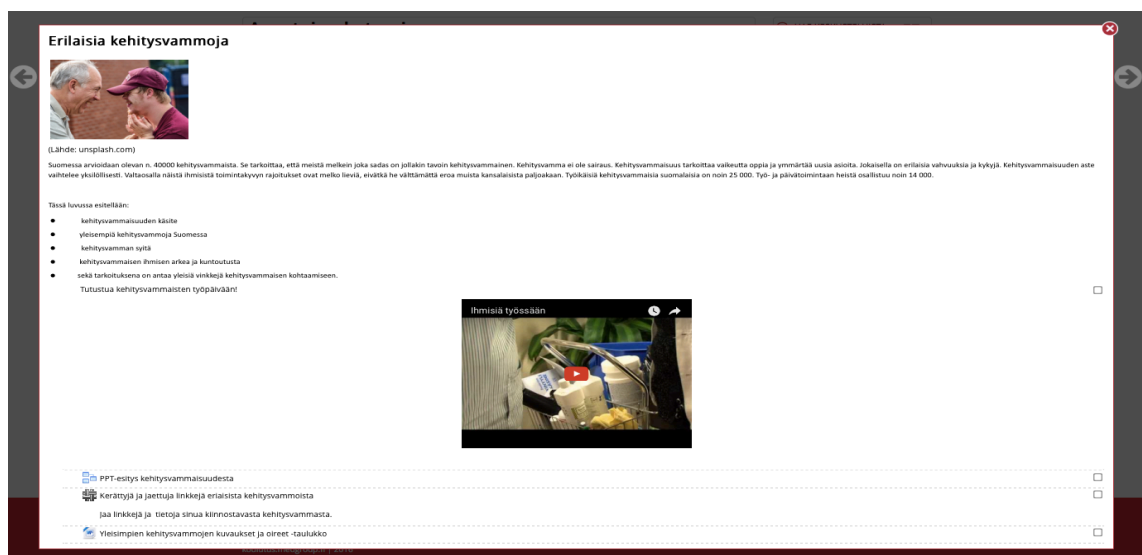 Erilaisia kehitysvammoja
(Lähde: unsplash.com)
Suomessa arvioidaan olevan n. 40000 kehitysvammaista. Se tarkoittaa, että meistä melkein joka sadas on jollakin tavoin kehitysvammainen. Kehitysvamma ei ole sairaus. Kehitysvammaisuus tarkoittaa vaikeutta oppia ja ymmärtää uusia asioita. Jokaisella on erilaisia vahvuuksia ja kykyjä. Kehitysvammaisuuden aste
vaihtelee yksilöllisesti. Valtaosalla näistä ihmisistä toimintakyvyn rajoitukset ovat melko lieviä, eivätkä he välttämättä eroa muista kansalaisista paljoakaan. Työikäisiä kehitysvammaisia suomalaisia on noin 25 000. Työ- ja päivätoimintaan heistä osallistuu noin 14 000.
Tässä luvussa esitellään:
● kehitysvammaisuuden käsite
● yleisempiä kehitysvammoja Suomessa
● kehitysvamman syitä
● kehitysvammaisen ihmisen arkea ja kuntoutusta
● sekä tarkoituksena on antaa yleisiä vinkkejä kehitysvammaisen kohtaamiseen.
Tutustua kehitysvammaisten työpäivään!
Ihmisiä työssään
PPT-esitys kehitysvammaisuudesta
Kerättyjä ja jaettuja linkkejä eriaisista kehitysvammoista
Jaa linkkejä ja tietoja sinua kiinnostavasta kehitysvammasta.
Yleisimpien kehitysvammojen kuvaukset ja oireet -taulukko